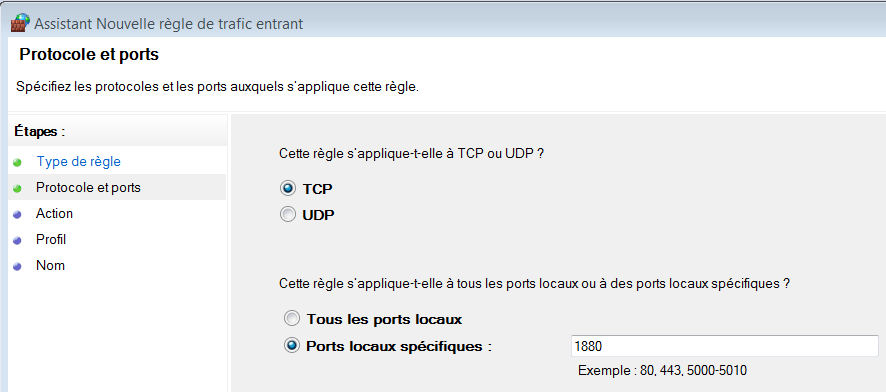 Assistant Nouvelle règle de trafic entrant
Protocole et ports
Spécifiez les protocoles et les ports auxquels s'applique cette règle.
Étapes :
Type de règle
Protocole et ports
Action
Profil
Nom
Cette règle s'applique-t-elle à TCP ou UDP ?
TCP
UDP
Cette règle s'applique-t-elle à tous les ports locaux ou à des ports locaux spécifiques ?
Tous les ports locaux
Ports locaux spécifiques : 1880
Exemple : 80, 443, 5000-5010